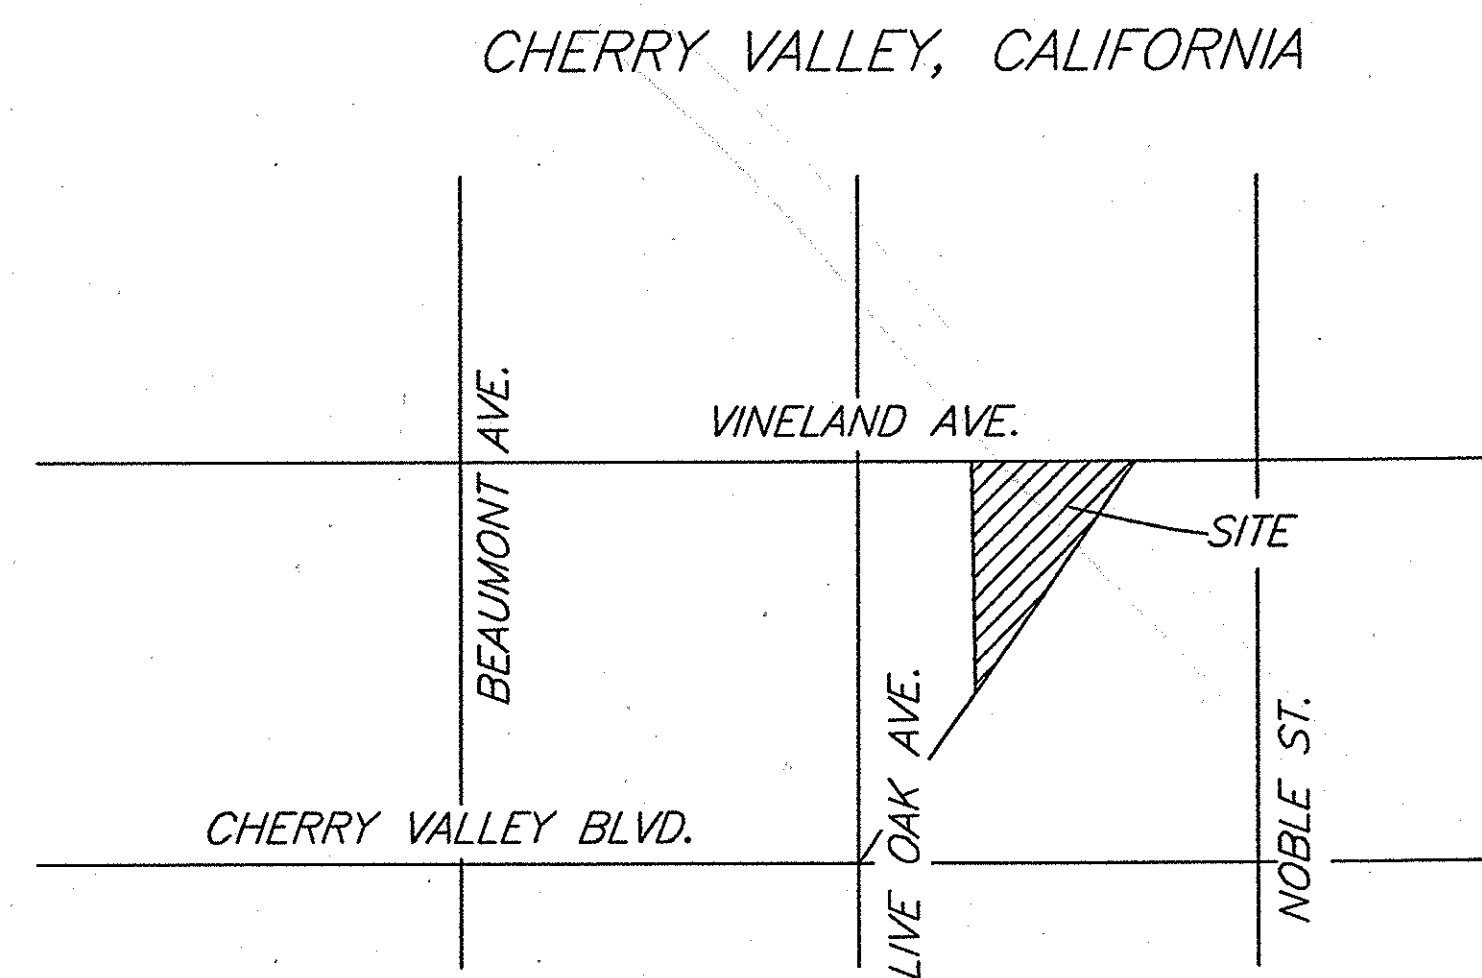 CHERRY VALLEY, CALIFORNIA
BEAUMONT AVE.
VINELAND AVE.
SITE
LIVE OAK AVE.
NOBLE ST.
CHERRY VALLEY BLVD.